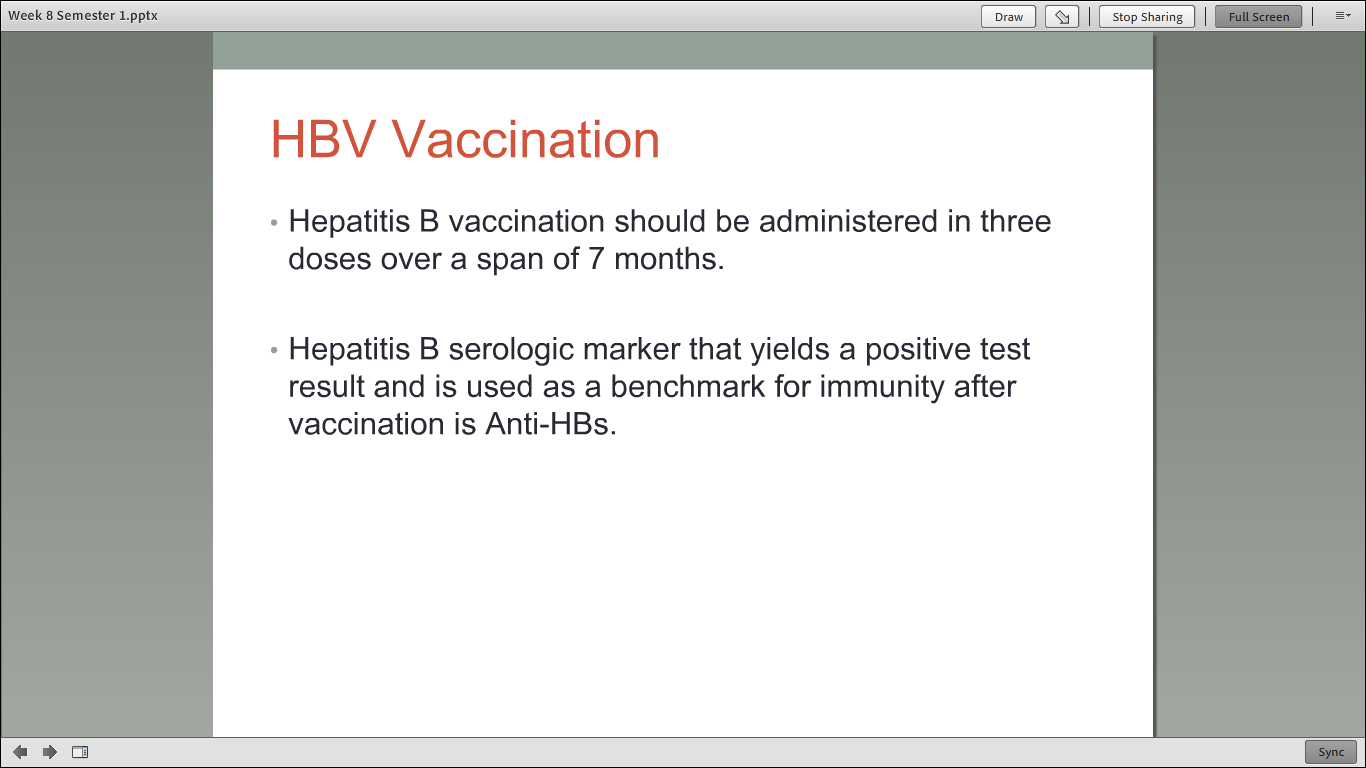 Week 8 Semester 1.pptx
Draw
Stop Sharing
Full Screen
HBV Vaccination
• Hepatitis B vaccination should be administered in three
doses over a span of 7 months.
• Hepatitis B serologic marker that yields a positive test
result and is used as a benchmark for immunity after
vaccination is Anti-HBs.
Sync